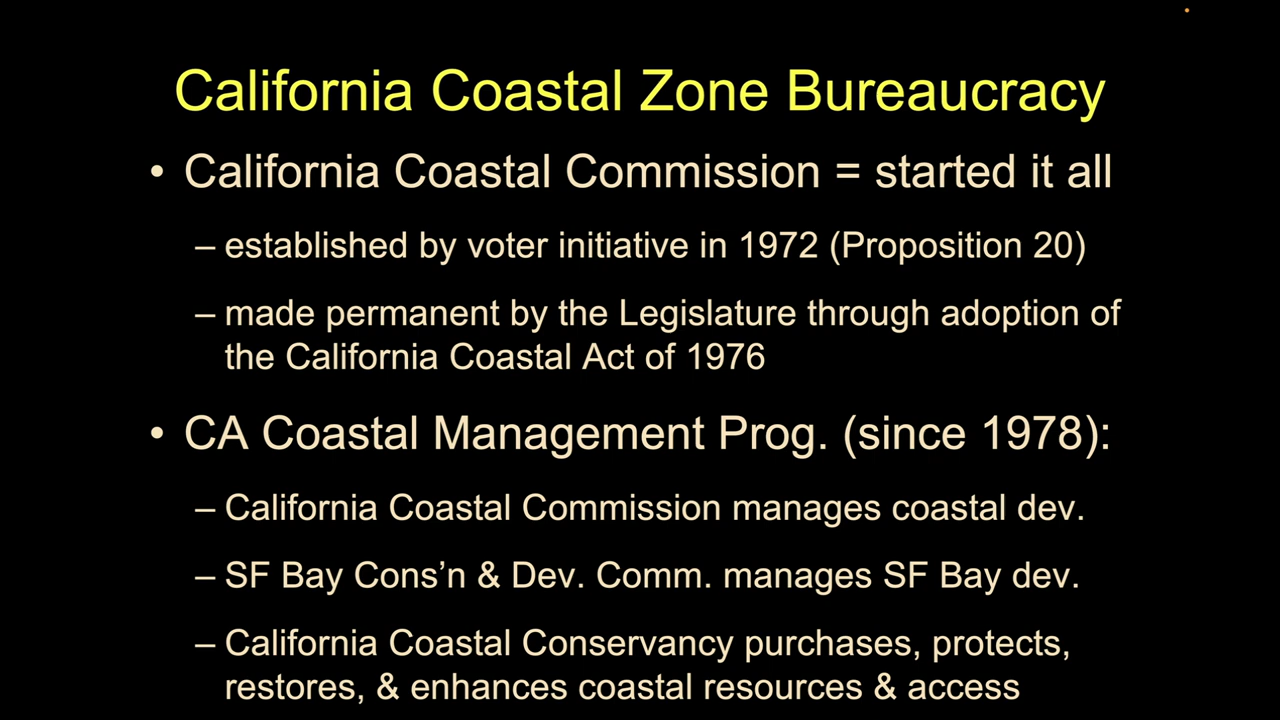 California Coastal Zone Bureaucracy
• California Coastal Commission = started it all
– established by voter initiative in 1972 (Proposition 20)
– made permanent by the Legislature through adoption of
the California Coastal Act of 1976
• CA Coastal Management Prog. (since 1978):
– California Coastal Commission manages coastal dev.
– SF Bay Cons’n & Dev. Comm. manages SF Bay dev.
– California Coastal Conservancy purchases, protects,
restores, & enhances coastal resources & access